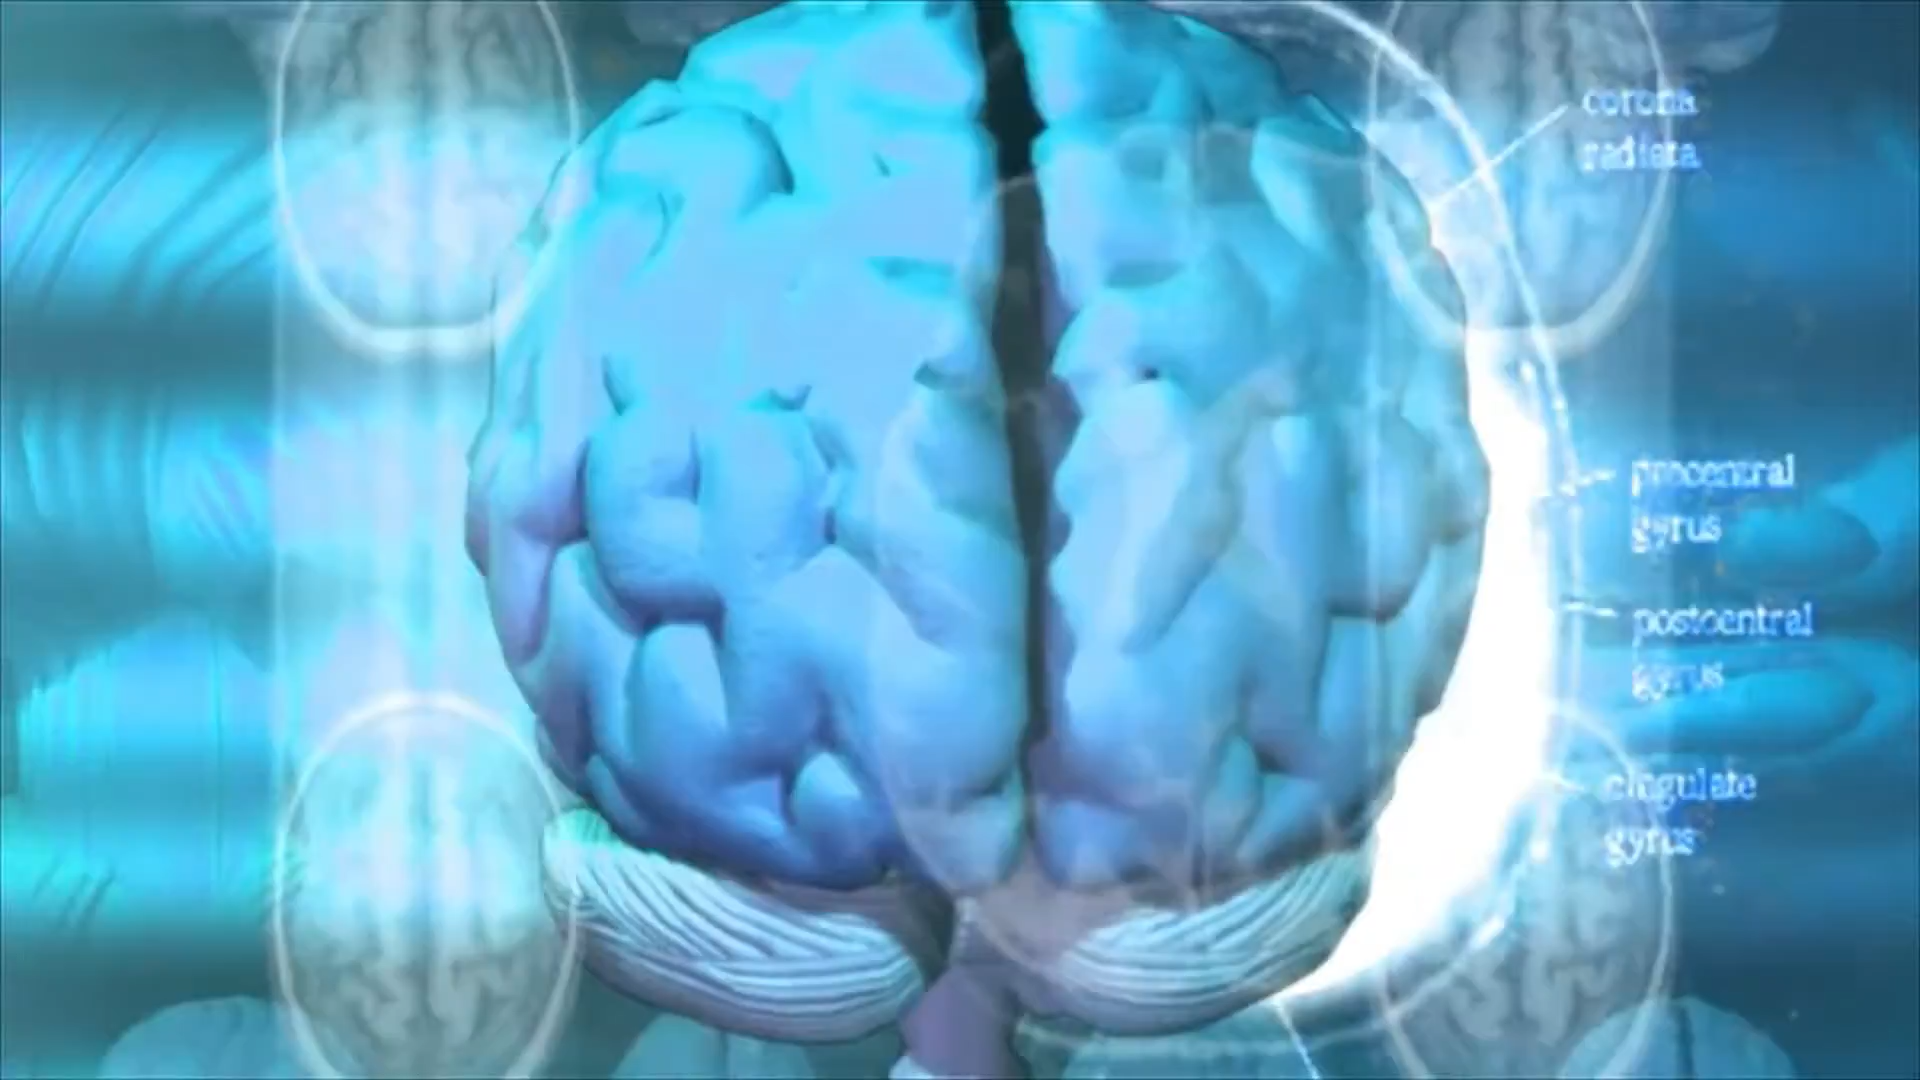 corona
radiata
precentral
gyrus
postcentral
gyrus
cingulate
gyrus